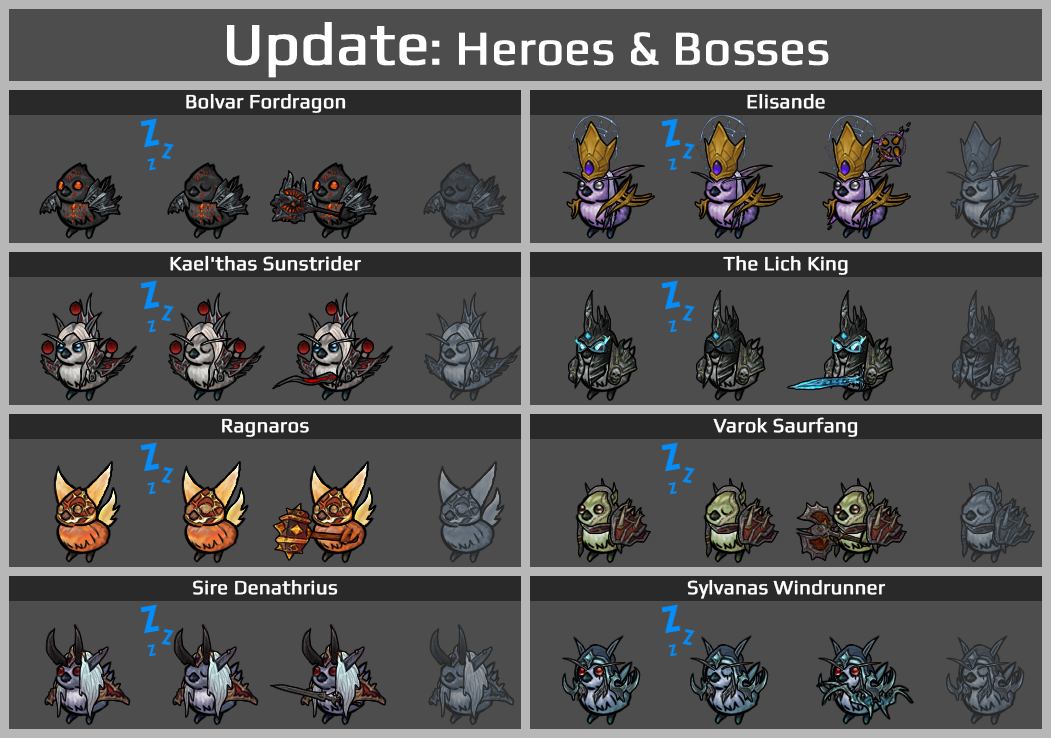 Update: Heroes & Bosses
Bolvar Fordragon
Elisande
Z
Z
Z
Z
Z
Z
Kael'thas Sunstrider
The Lich King
Z
Z
Z
Z
Z
Z
Ragnaros
Varok Saurfang
Z
Z
Z
Z
Z
Z
Sire Denathrius
Sylvanas Windrunner
Z
Z
Z
Z
Z
Z